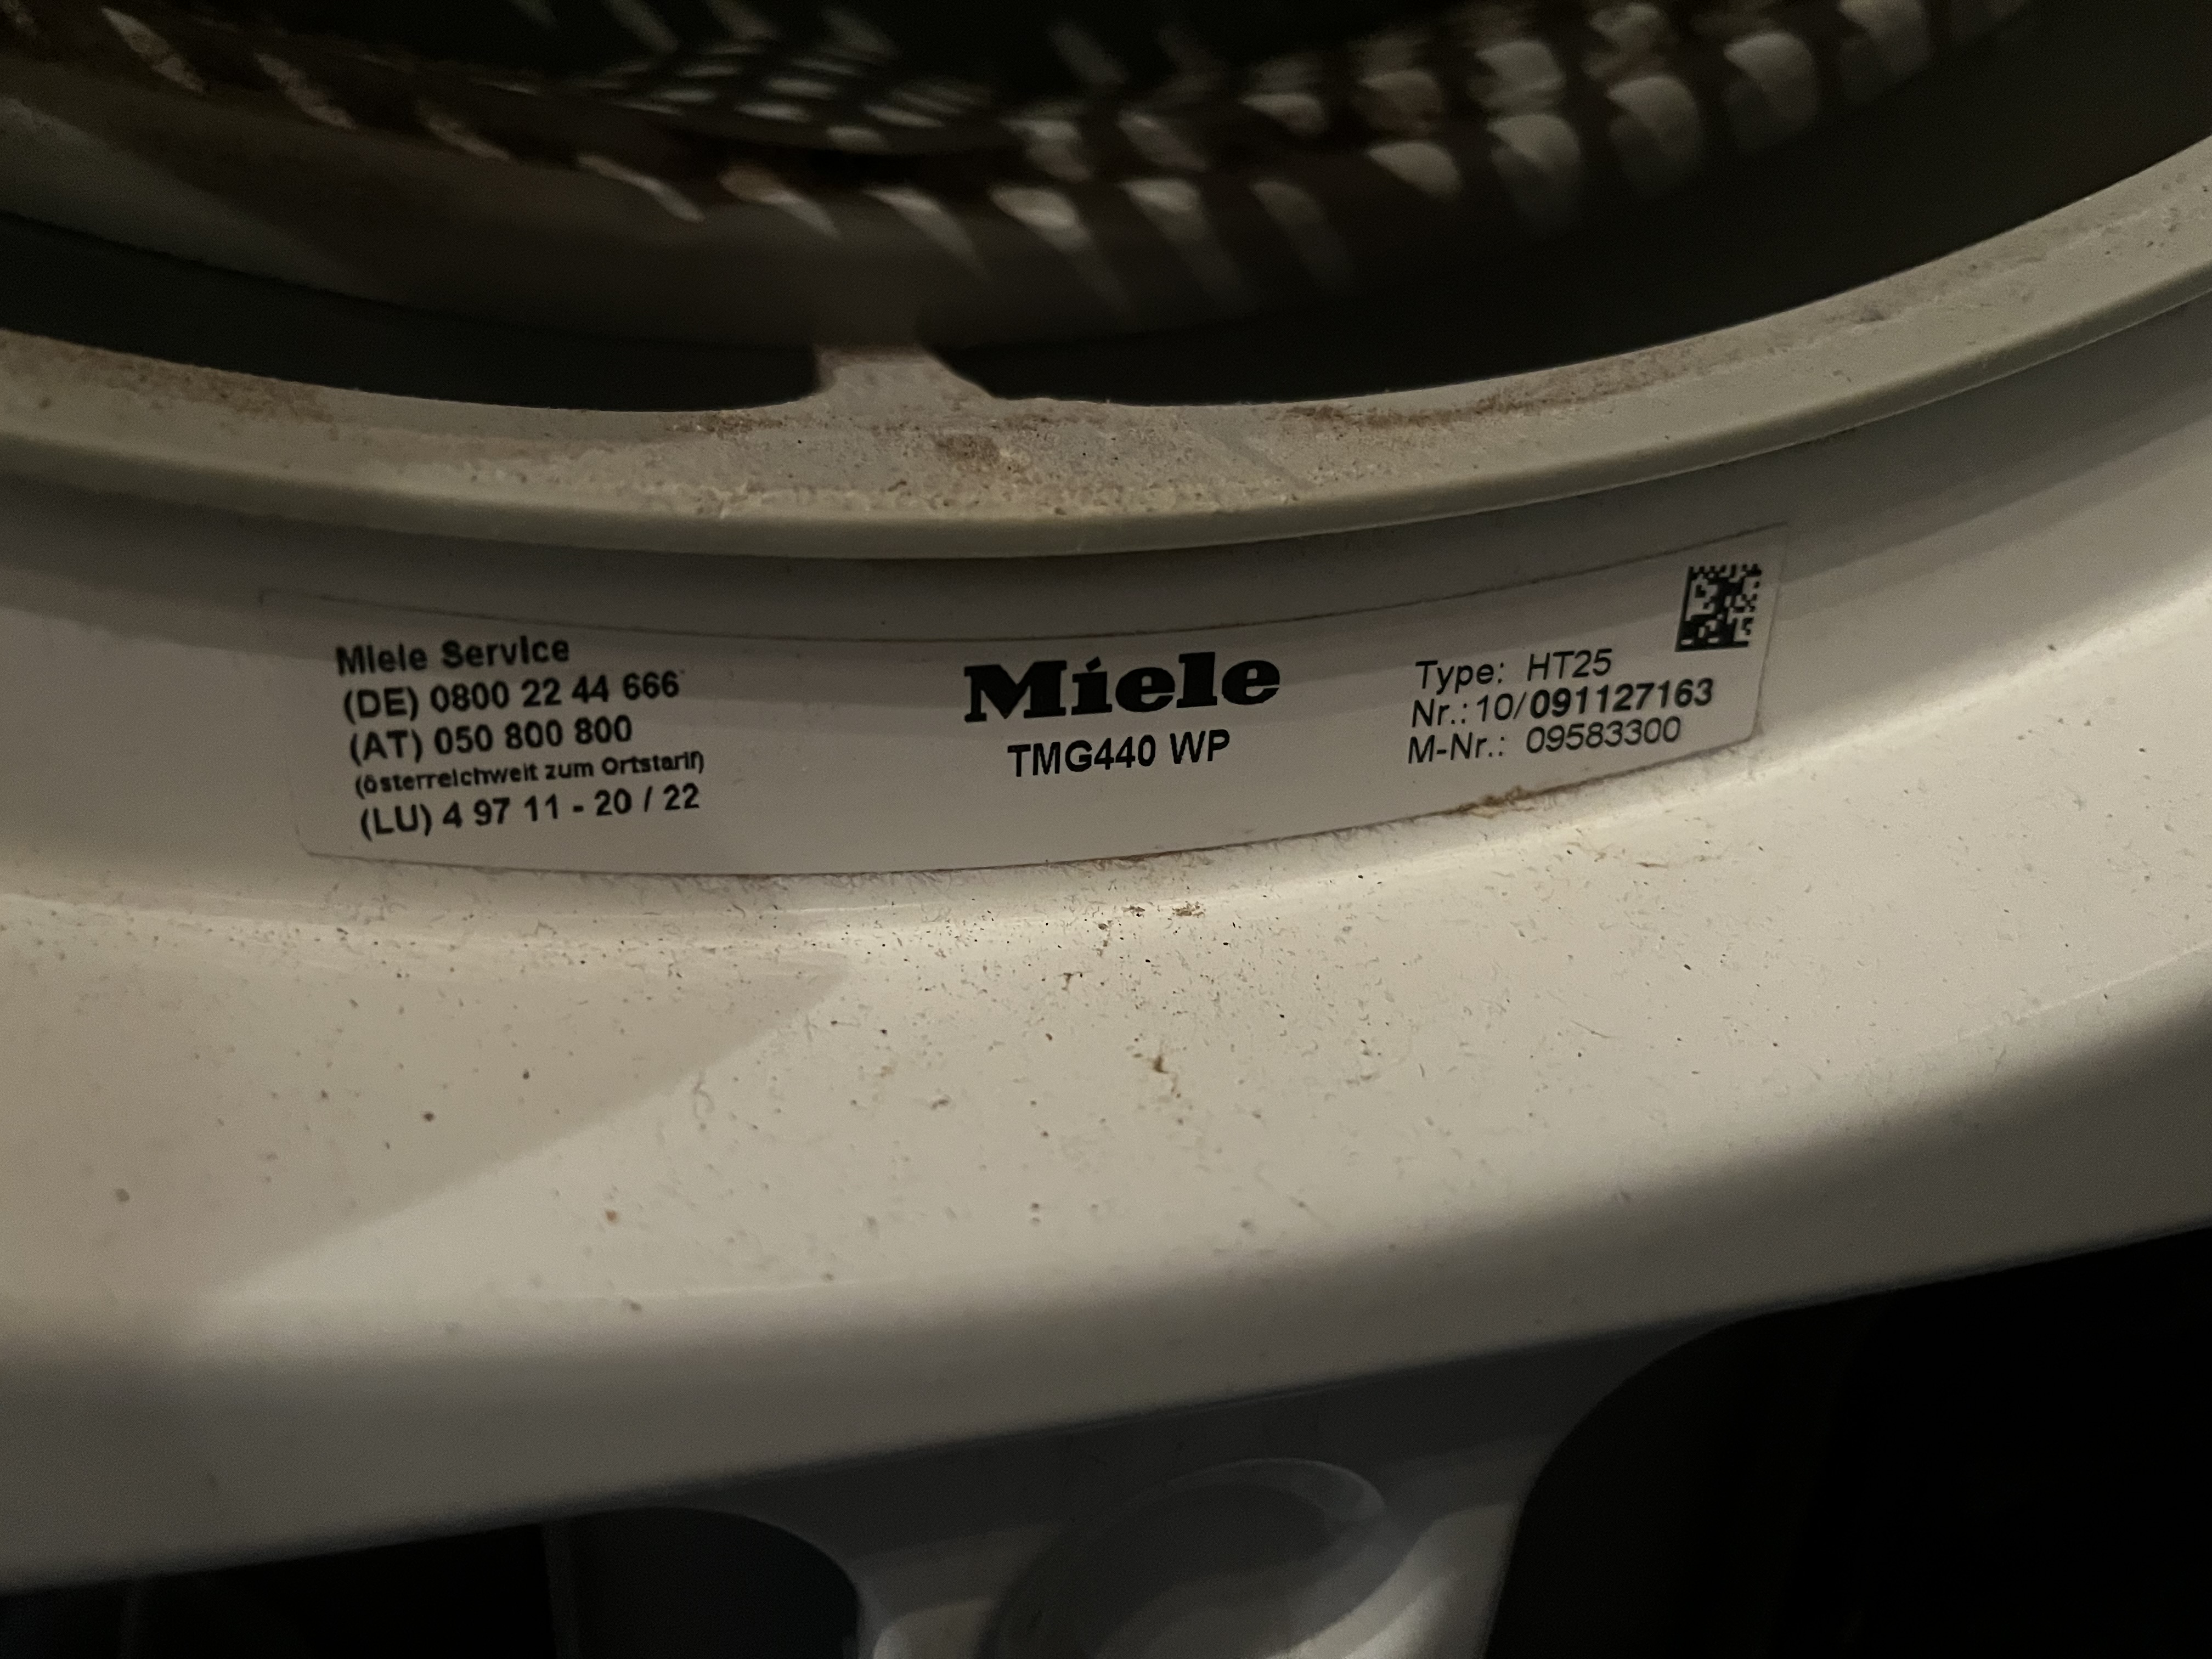 Miele Service
(DE) 0800 22 44 666
(AT) 050 800 800
(österreichweit zum Ortstarif)
(LU) 4 97 11 - 20 / 22
Miele
TMG440 WP
Type: HT25
Nr.: 10/091127163
M-Nr.: 09583300